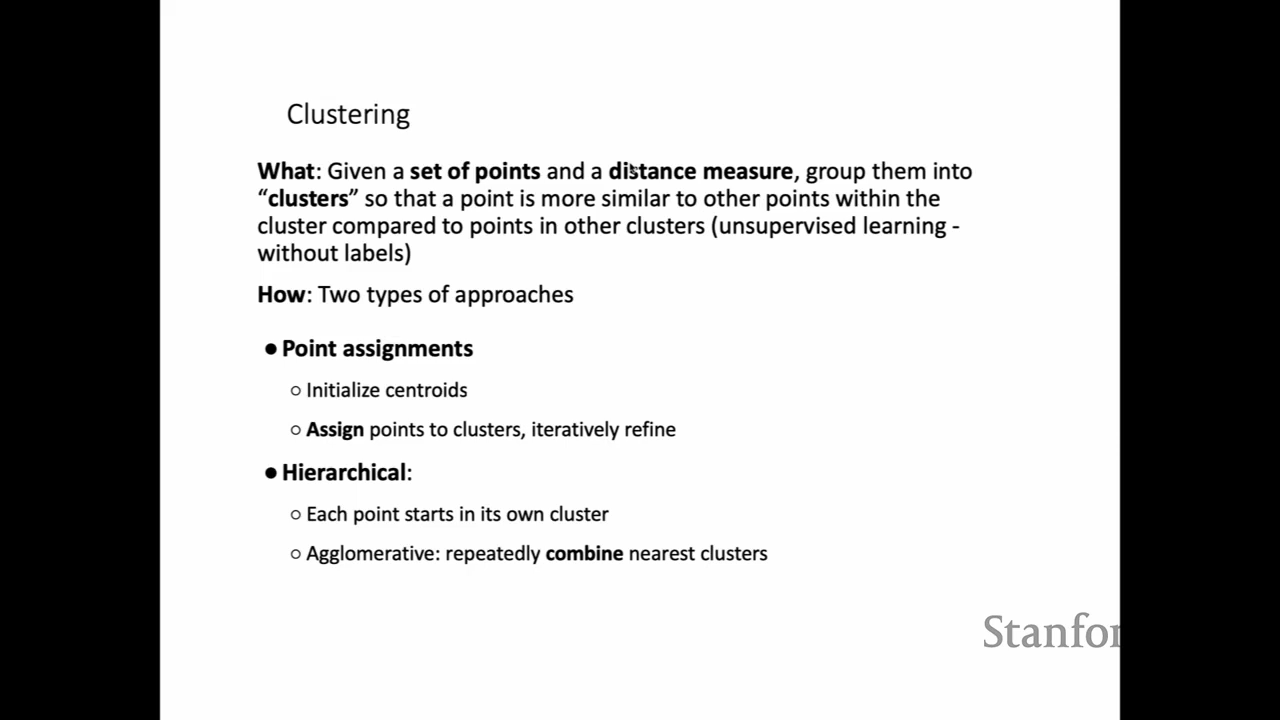 Clustering
What: Given a set of points and a distance measure, group them into
“clusters” so that a point is more similar to other points within the
cluster compared to points in other clusters (unsupervised learning -
without labels)
How: Two types of approaches
● Point assignments
○ Initialize centroids
○ Assign points to clusters, iteratively refine
● Hierarchical:
○ Each point starts in its own cluster
○ Agglomerative: repeatedly combine nearest clusters
Stanfor